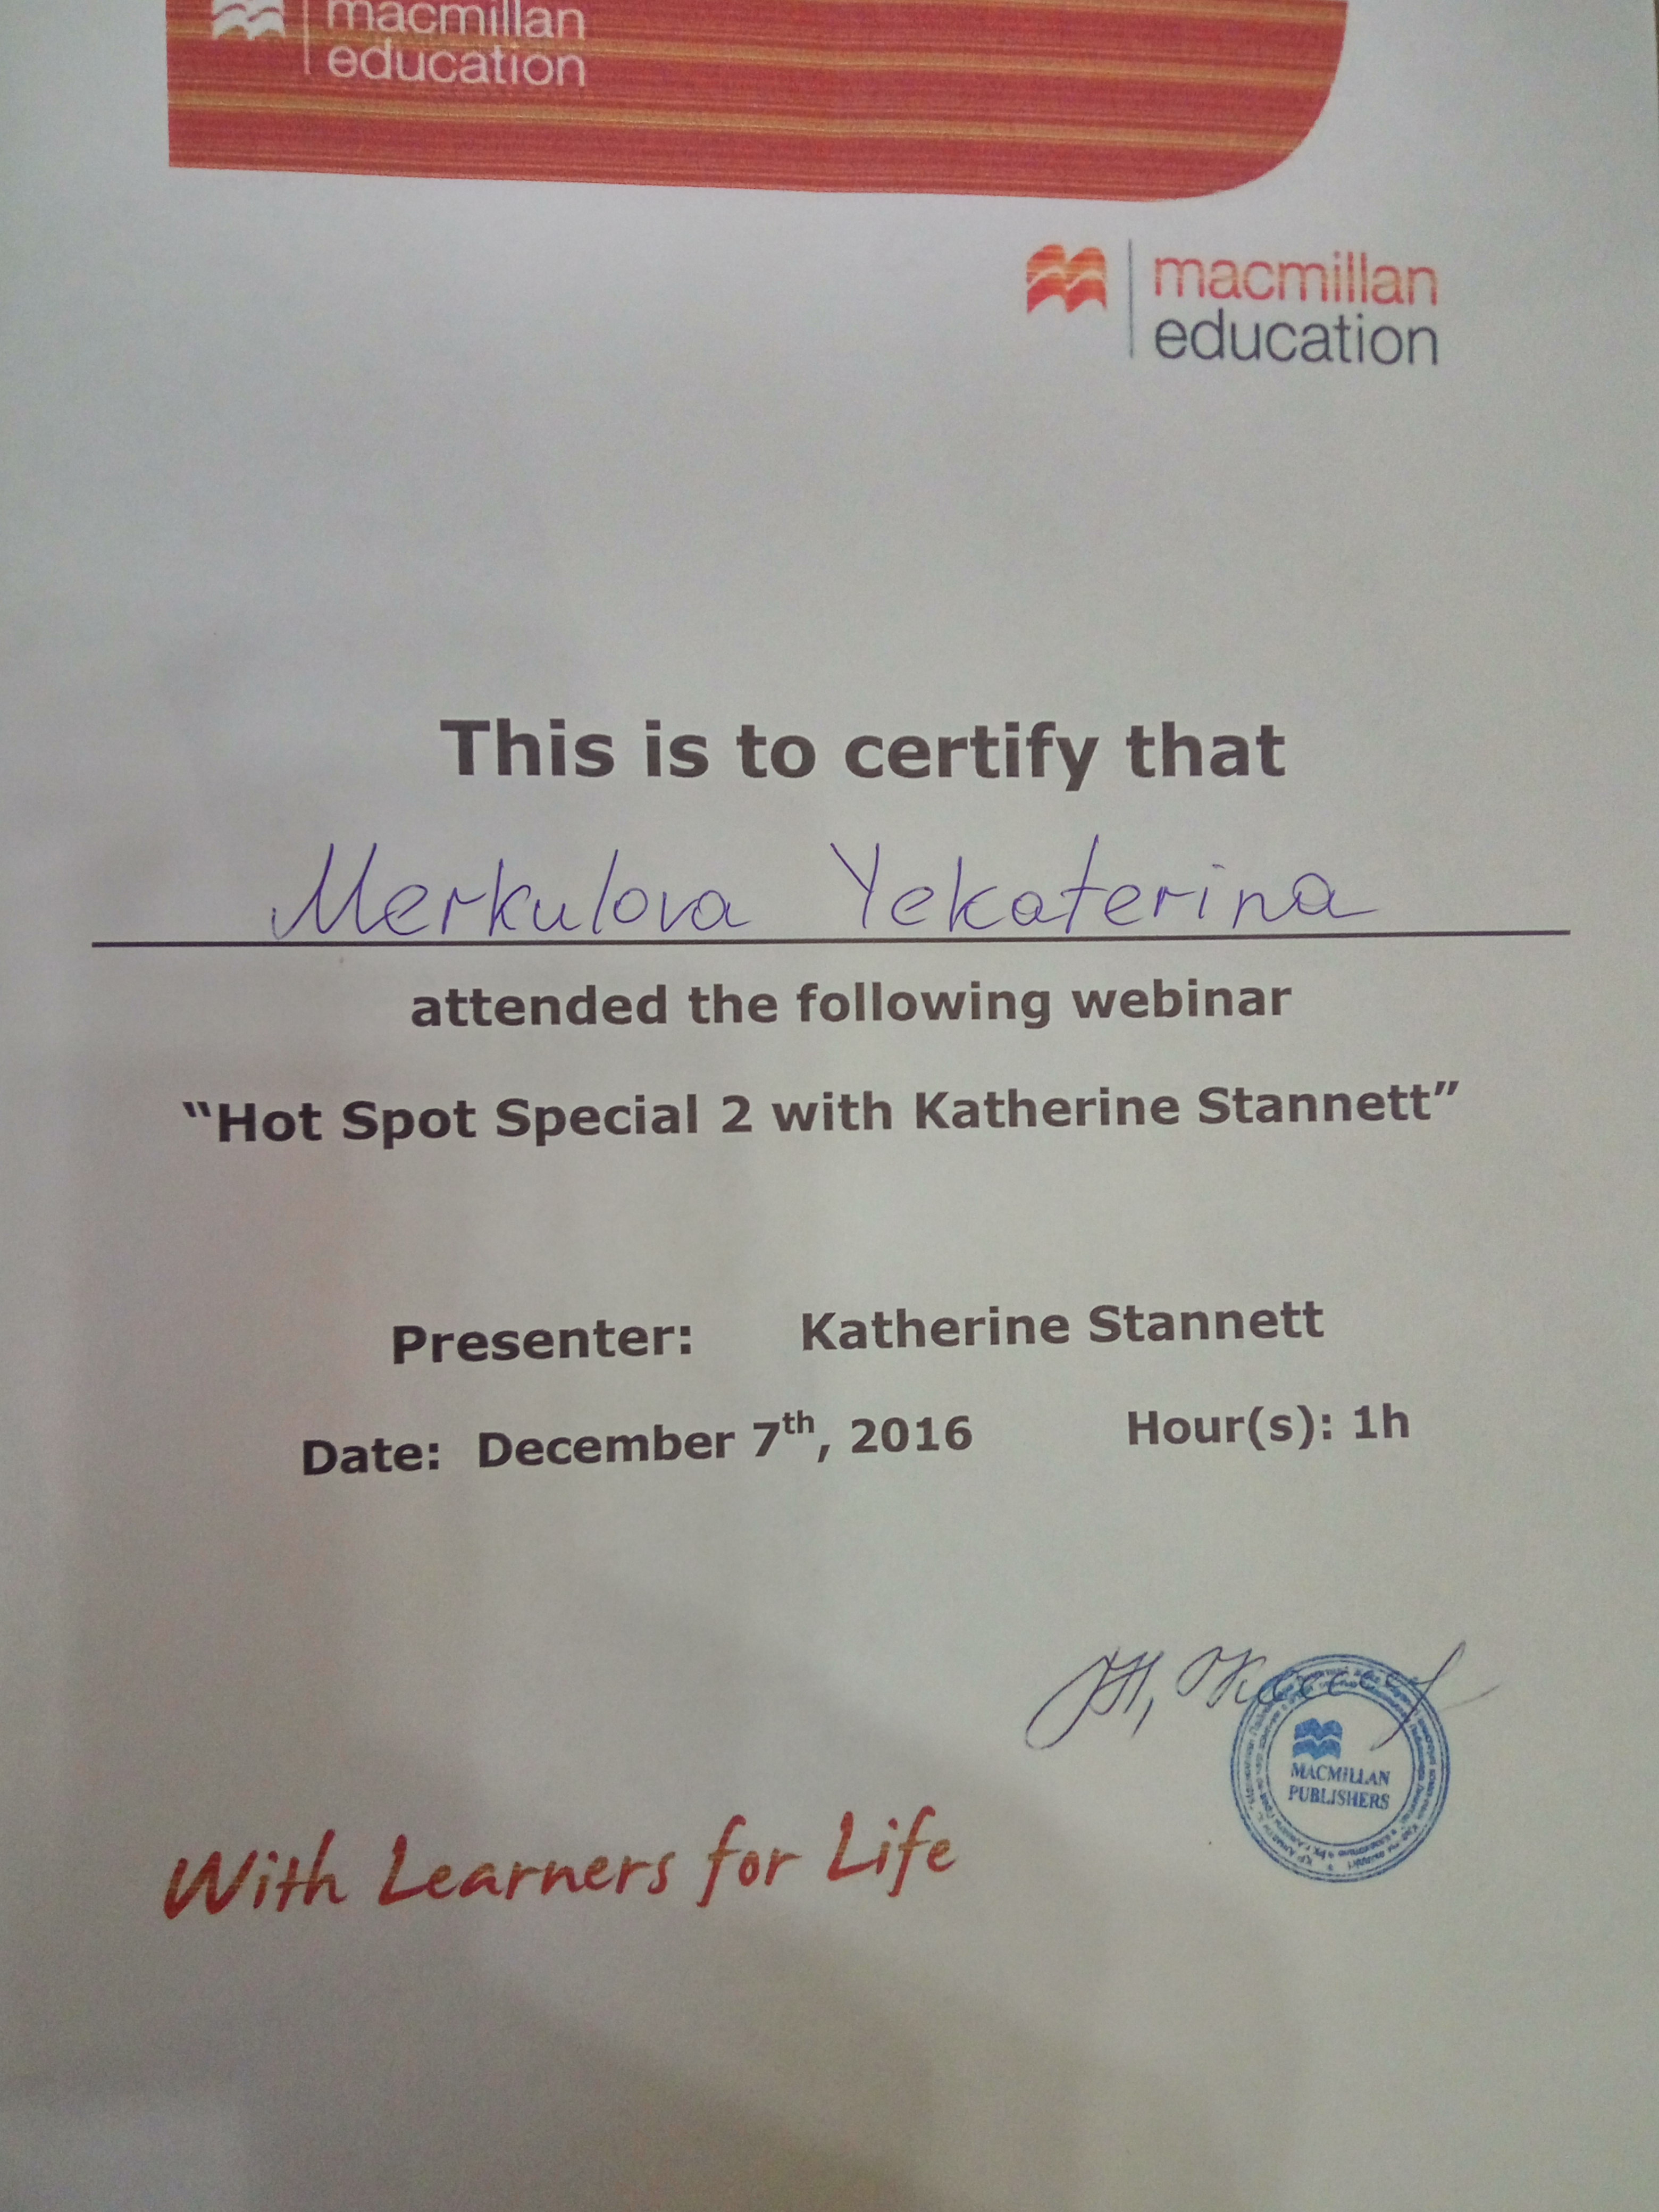 macmillan
education
macmillan
education
This is to certify that
Merkulova Yekaterina
attended the following webinar
“Hot Spot Special 2 with Katherine Stannett”
Presenter: Katherine Stannett
Date: December 7th, 2016 Hour(s): 1h
MACMILLAN
PUBLISHERS
With Learners for Life